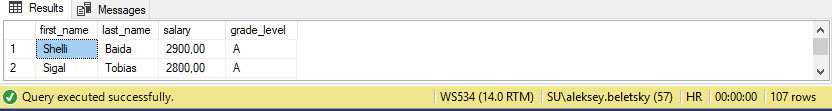 Results Messages
first_name last_name salary grade_level
1 Shelli Baida 2900,00 A
2 Sigal Tobias 2800,00 A
Query executed successfully. WS534 (14.0 RTM) SU\aleksey.beletsky (57) HR 00:00:00 107 rows